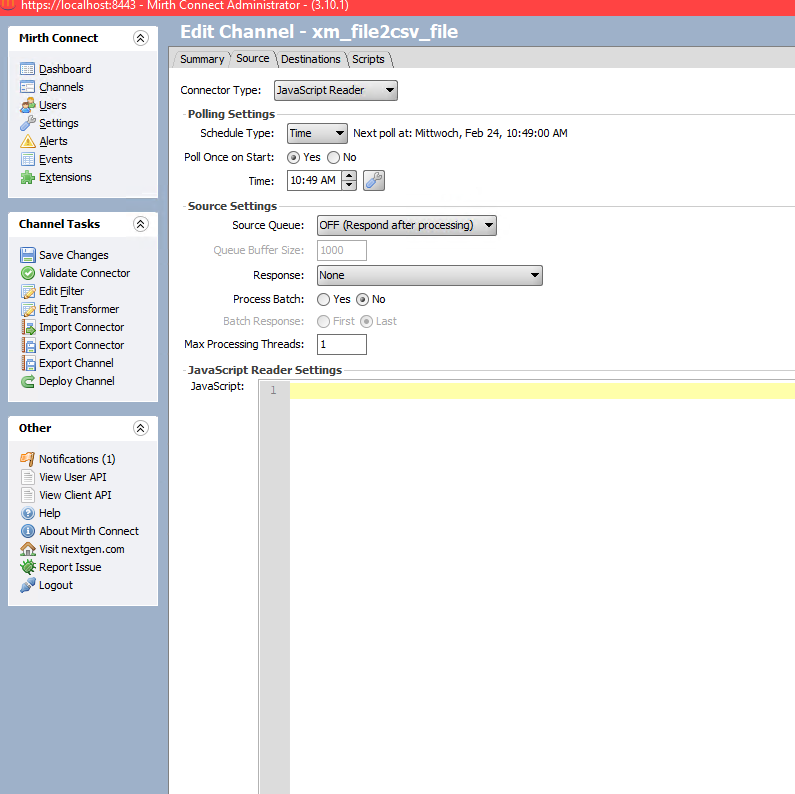 https://localhost:8443 - Mirth Connect Administrator - (3.10.1)
Mirth Connect
Dashboard
Channels
Users
Settings
Alerts
Events
Extensions
Channel Tasks
Save Changes
Validate Connector
Edit Filter
Edit Transformer
Import Connector
Export Connector
Export Channel
Deploy Channel
Other
Notifications (1)
View User API
View Client API
Help
About Mirth Connect
Visit nextgen.com
Report Issue
Logout
Edit Channel - xm_file2csv_file
Summary Source Destinations Scripts
Connector Type: JavaScript Reader
Polling Settings
Schedule Type: Time Next poll at: Mittwoch, Feb 24, 10:49:00 AM
Poll Once on Start: Yes No
Time: 10:49 AM
Source Settings
Source Queue: OFF (Respond after processing)
Queue Buffer Size: 1000
Response: None
Process Batch: Yes No
Batch Response: First Last
Max Processing Threads: 1
JavaScript Reader Settings
JavaScript: 1